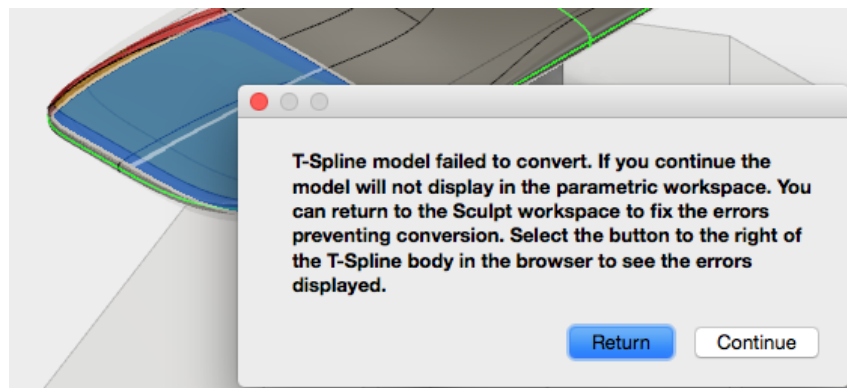 T-Spline model failed to convert. If you continue the
model will not display in the parametric workspace. You
can return to the Sculpt workspace to fix the errors
preventing conversion. Select the button to the right of
the T-Spline body in the browser to see the errors
displayed.
Return
Continue